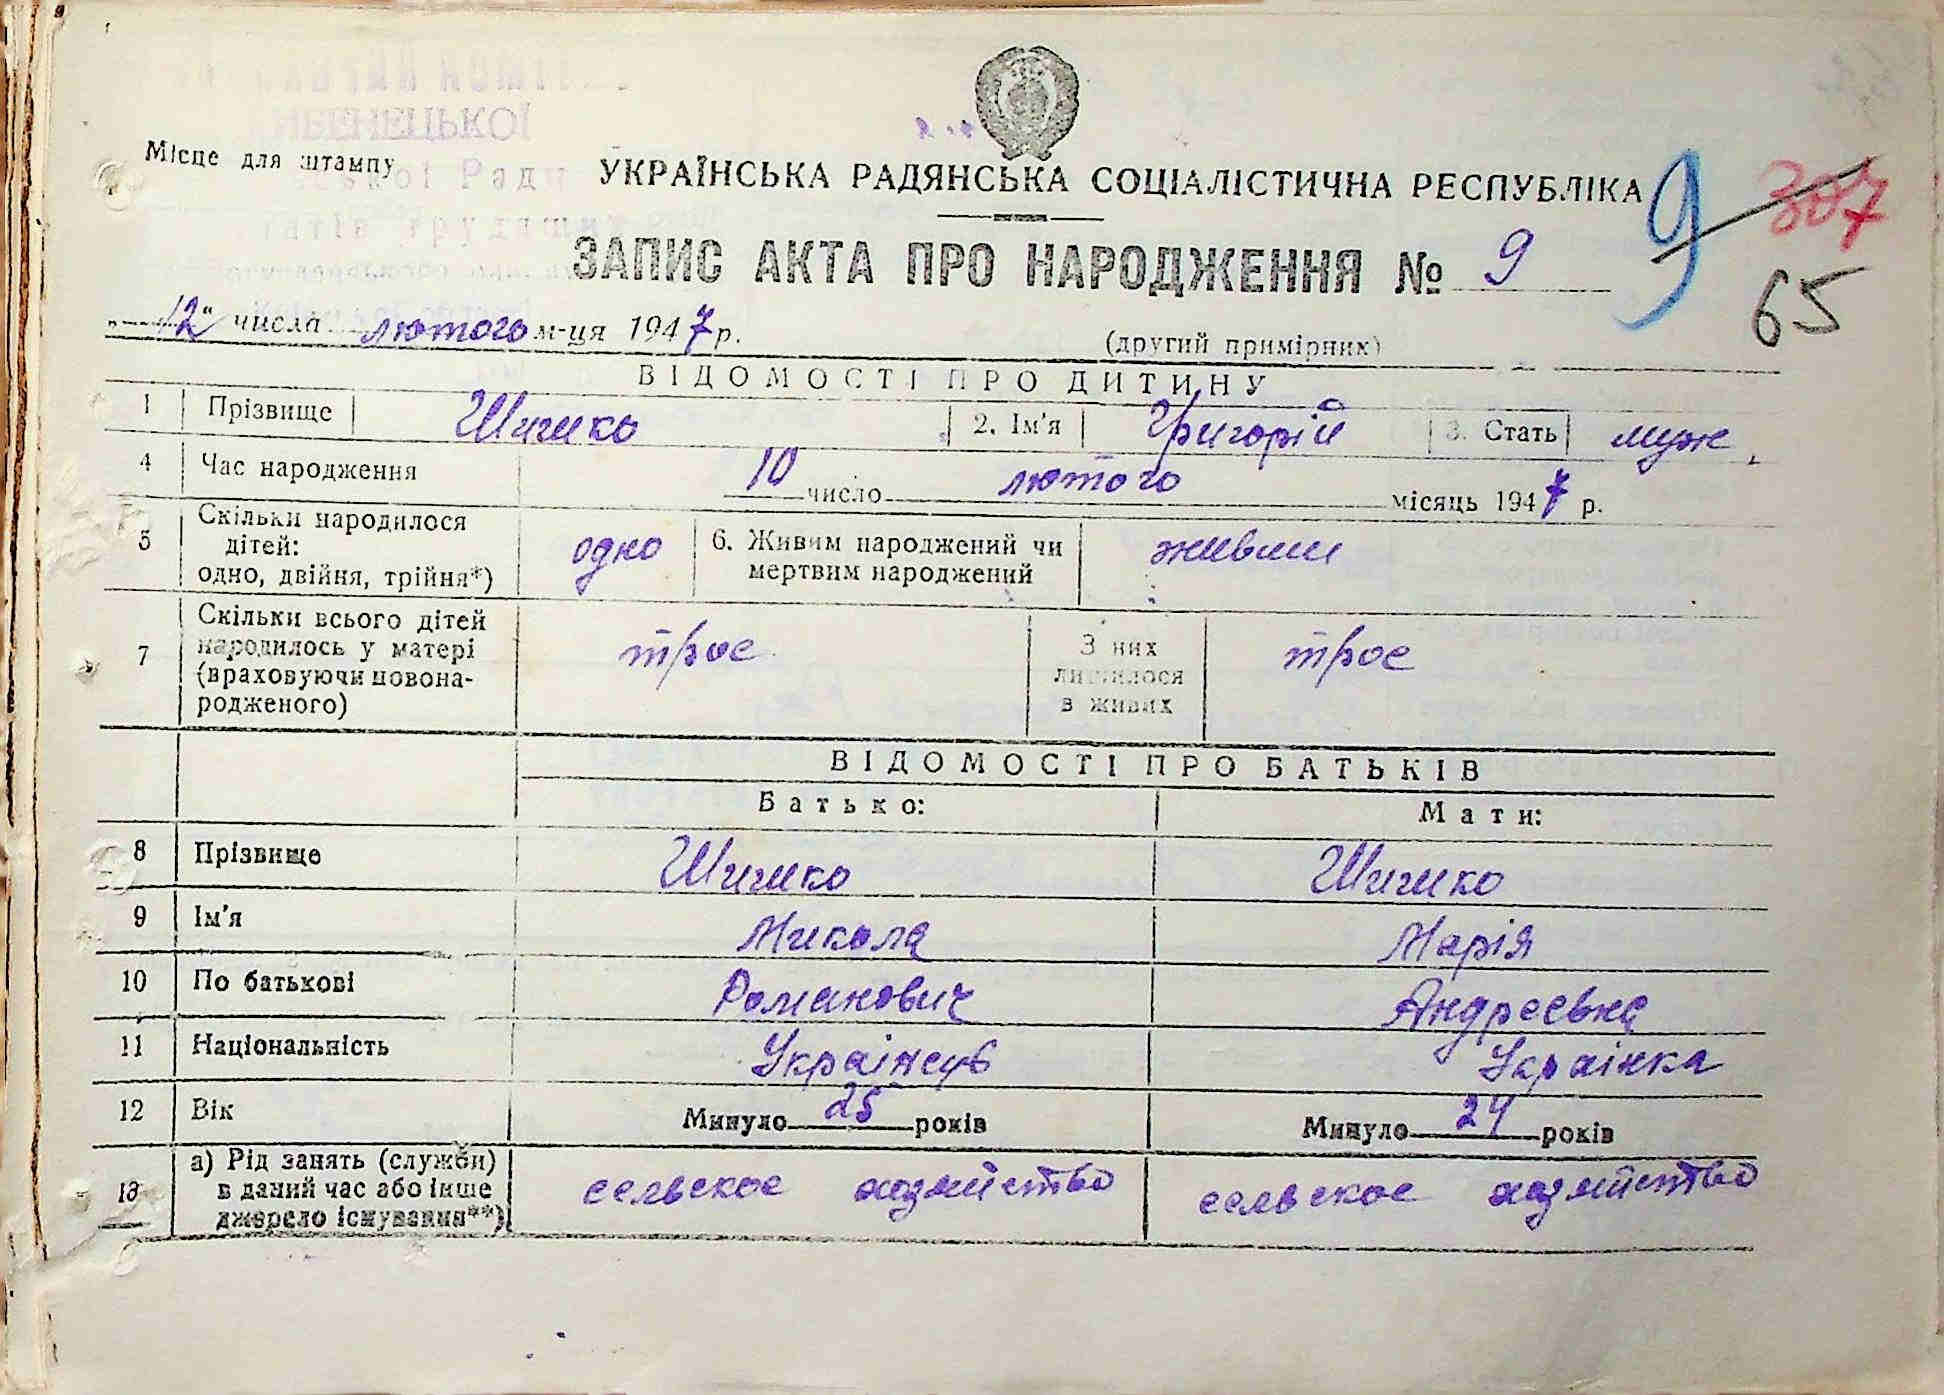 Місце для штампу
УКРАЇНСЬКА РАДЯНСЬКА СОЦІАЛІСТИЧНА РЕСПУБЛІКА
9 307
ЗАПИС АКТА ПРО НАРОДЖЕННЯ № 9
65
„12" числа лютого м-ця 1947 р.
(другий примірник)
ВІДОМОСТІ ПРО ДИТИНУ
1 Прізвище Шишко 2. Ім'я Григорій 3. Стать муж.
4 Час народження 10 число лютого місяць 1947 р.
5 Скільки народилося
дітей:
одно, двійня, трійня*)
одно
6. Живим народжений чи
мертвим народжений
живим
7 Скільки всього дітей
народилось у матері
(враховуючи новона-
родженого)
трое
З них
лишилося
в живих
трое
ВІДОМОСТІ ПРО БАТЬКІВ
Батько: Мати:
8 Прізвище Шишко Шишко
9 Ім'я Микола Марія
10 По батькові Романович Андреевна
11 Національність Українець Українка
12 Вік Минуло 25 років Минуло 24 років
13 а) Рід занять (служби)
в даний час або інше
джерело існування**)
сельское хозяйство сельское хозяйство